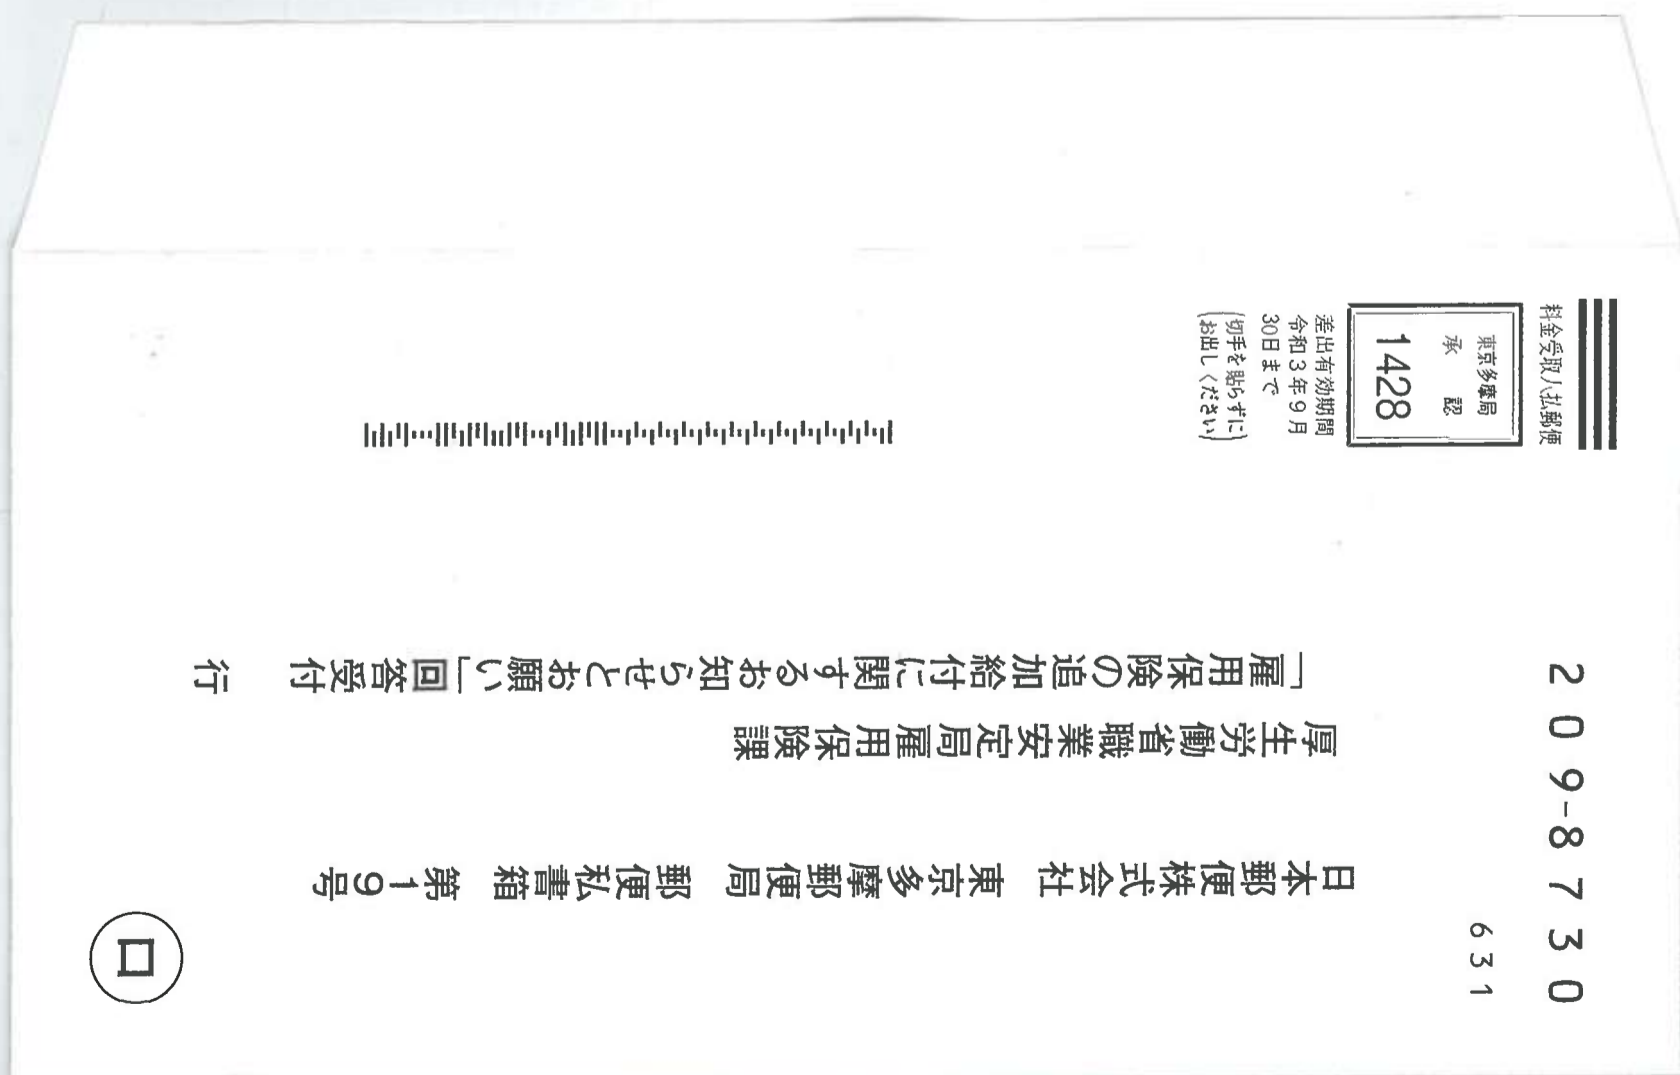 料金受取人払郵便
東京多摩局
承認
1428
差出有効期間
令和3年9月
30日まで
(切手を貼らずに
お出しください)
209-8730
631
日本郵便株式会社 東京多摩郵便局 郵便私書箱 第19号
厚生労働省職業安定局雇用保険課
「雇用保険の追加給付に関するお知らせとお願い」回答受付 行
ロ